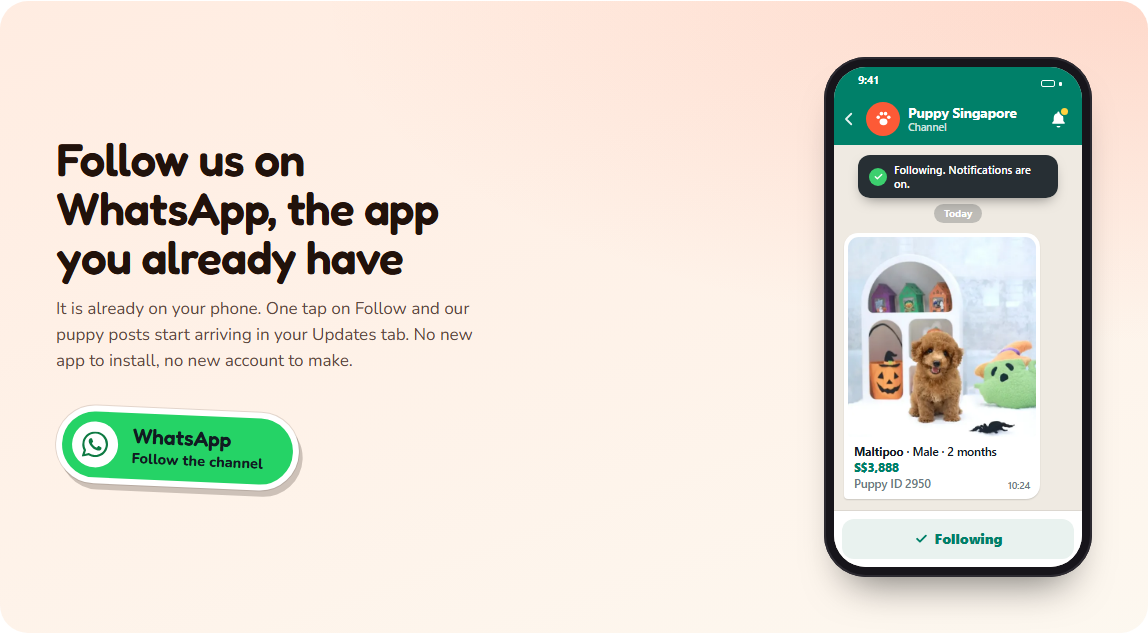 Follow us on
WhatsApp, the app
you already have
It is already on your phone. One tap on Follow and our
puppy posts start arriving in your Updates tab. No new
app to install, no new account to make.
WhatsApp
Follow the channel
9:41
Puppy Singapore
Channel
Following. Notifications are
on.
Today
Maltipoo · Male · 2 months
S$3,888
Puppy ID 2950
10:24
Following